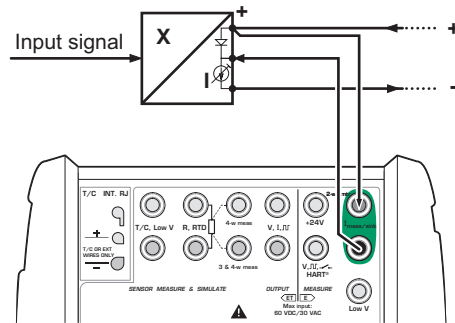 +
+
Input signal
X
I
-
T/C INT. RJ
+
T/C OR EXT
WIRES ONLY
-
T/C, Low V
R, RTD
4-w meas
3 & 4-w meas
V, I, ⎍
+24V
V, ⎍,
HART®
Low V
SENSOR MEASURE & SIMULATE
OUTPUT
MEASURE
ET
E
Max input:
60 VDC/30 VAC